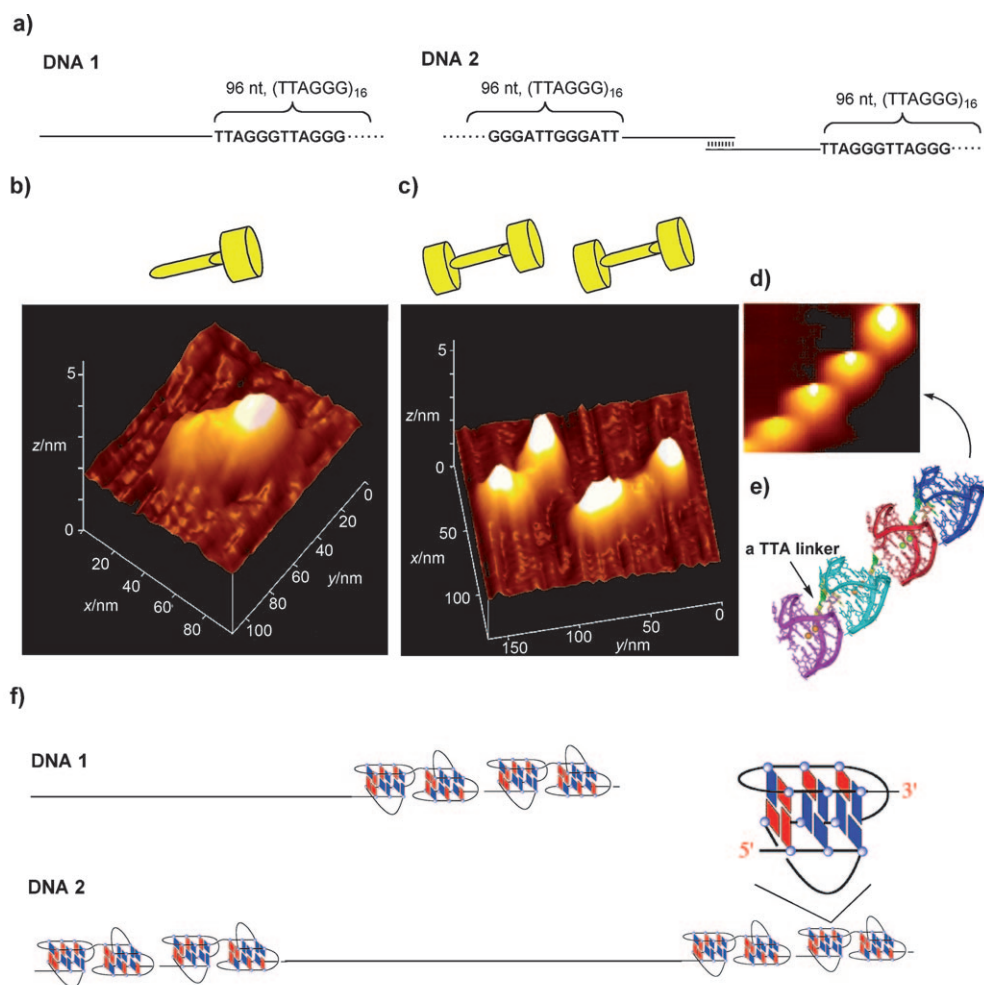 a)
DNA 1
DNA 2
96 nt, (TTAGGG)16
96 nt, (TTAGGG)16
96 nt, (TTAGGG)16
TTAGGGTTAGGG······
······GGGATTGGGATT
TTAGGGTTAGGG·····
b)
c)
d)
5
z/nm
0
20
40
60
80
x/nm
0
20
40
60
80
100
y/nm
5
z/nm
0
50
x/nm
100
150
100
50
0
y/nm
e)
a TTA linker
f)
DNA 1
3'
5'
DNA 2